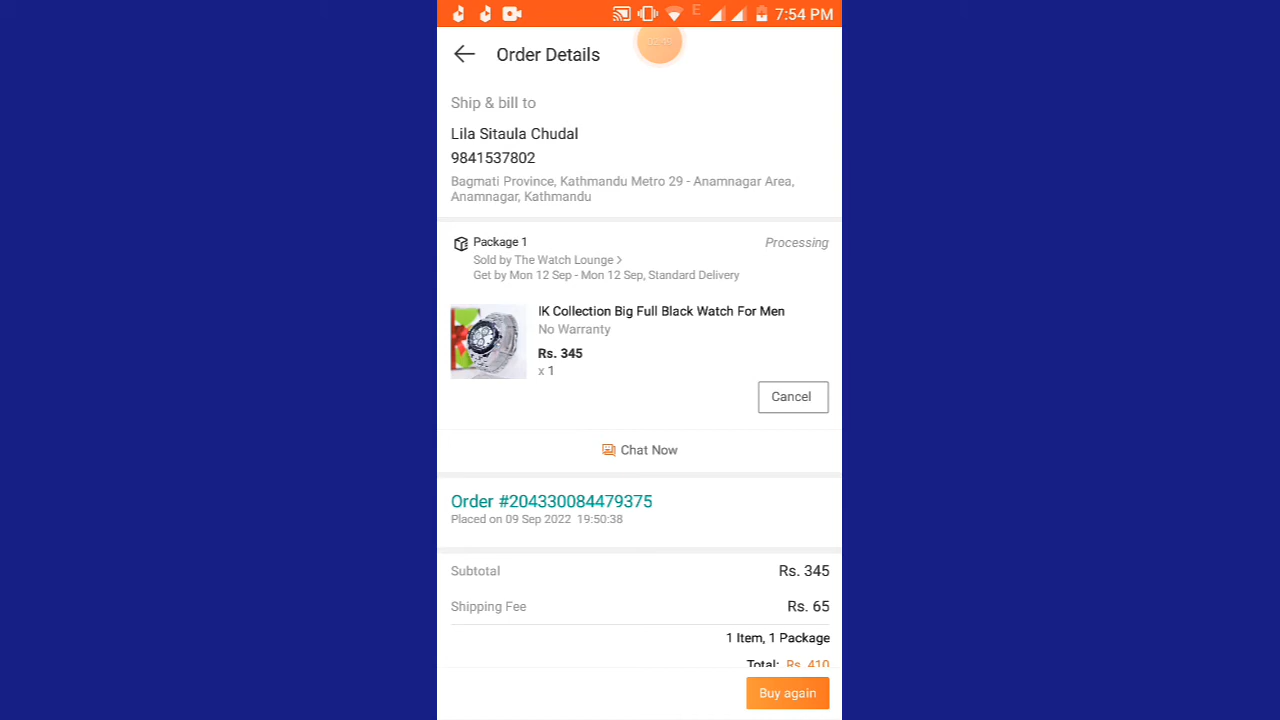 E 7:54 PM
Order Details
Ship & bill to
Lila Sitaula Chudal
9841537802
Bagmati Province, Kathmandu Metro 29 - Anamnagar Area,
Anamnagar, Kathmandu
Package 1
Processing
Sold by The Watch Lounge >
Get by Mon 12 Sep - Mon 12 Sep, Standard Delivery
IK Collection Big Full Black Watch For Men
No Warranty
Rs. 345
x 1
Cancel
Chat Now
Order #204330084479375
Placed on 09 Sep 2022 19:50:38
Subtotal
Rs. 345
Shipping Fee
Rs. 65
1 Item, 1 Package
Total: Rs. 410
Buy again